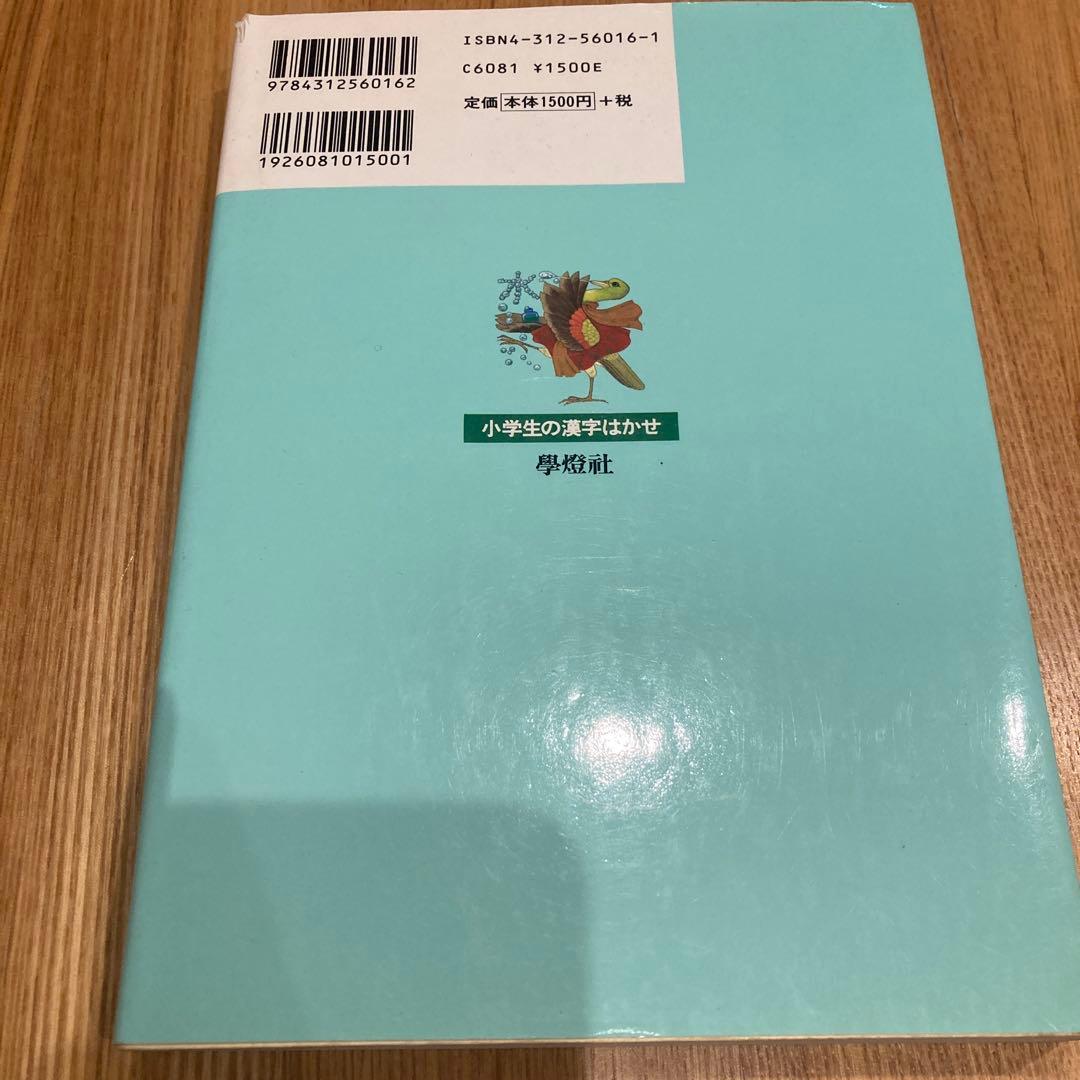 9784312560162
1926081015001
ISBN4-312-56016-1
C6081 ¥1500E
定価 本体1500円 +税
水
小学生の漢字はかせ
學燈社